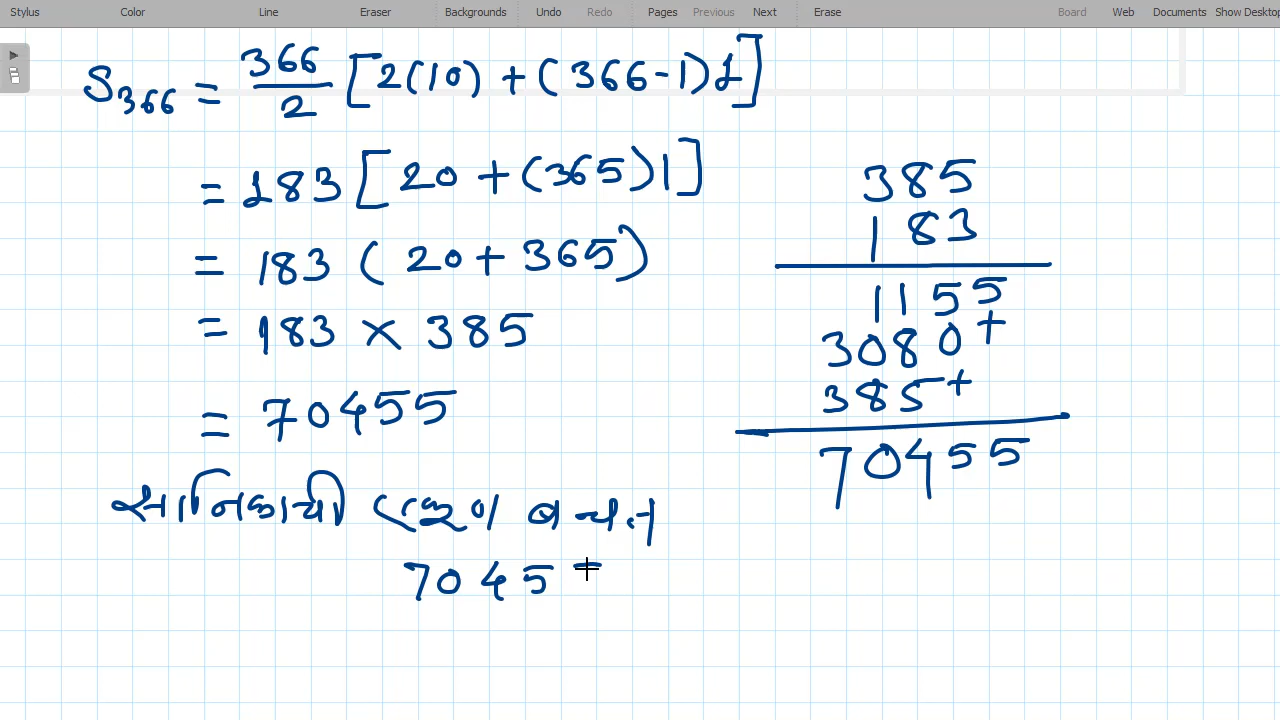 Stylus Color Line Eraser Backgrounds Undo Redo Pages Previous Next Erase Board Web Documents Show Desktop
S₃₆₆ = 366/2 [2(10) + (366-1)1]
= 183 [20 + (365)1]
= 183 (20 + 365)
= 183 × 385
= 70455
સાનિકાની કુલ બચત
7045
385
183
1155
3080+
385+
70455